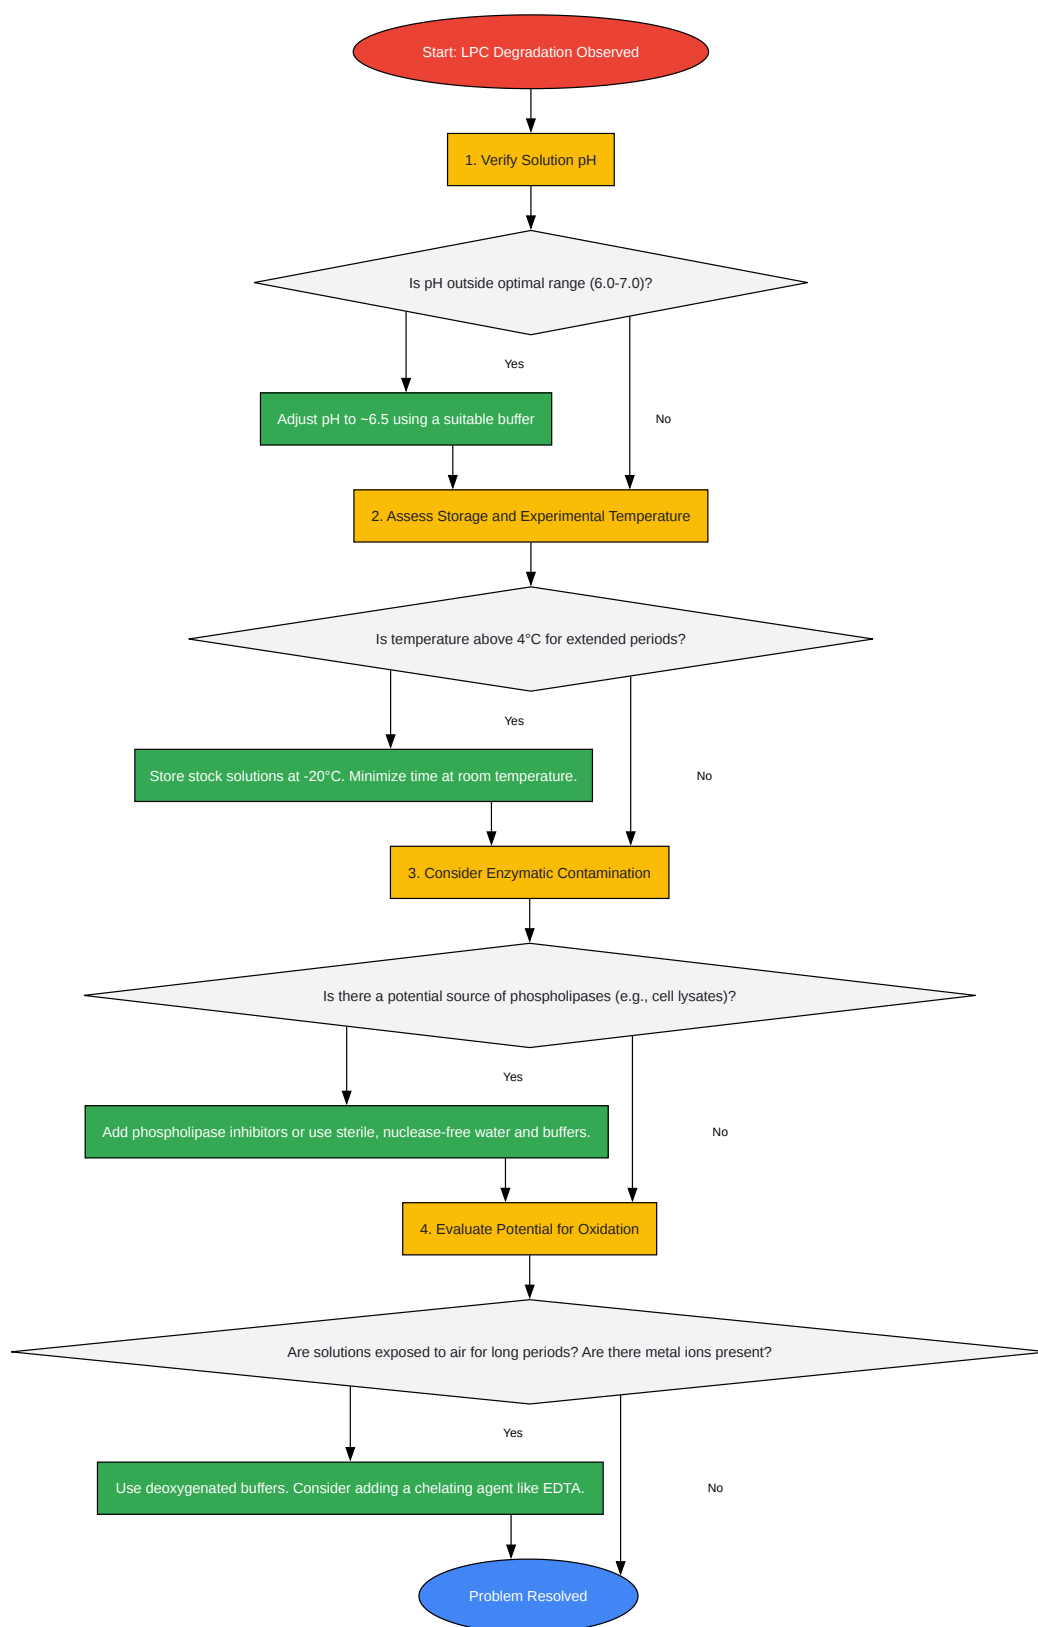 Start: LPC Degradation Observed
1. Verify Solution pH
Is pH outside optimal range (6.0-7.0)?
Yes
Adjust pH to ~6.5 using a suitable buffer
No
2. Assess Storage and Experimental Temperature
Is temperature above 4°C for extended periods?
Yes
Store stock solutions at -20°C. Minimize time at room temperature.
No
3. Consider Enzymatic Contamination
Is there a potential source of phospholipases (e.g., cell lysates)?
Yes
Add phospholipase inhibitors or use sterile, nuclease-free water and buffers.
No
4. Evaluate Potential for Oxidation
Are solutions exposed to air for long periods? Are there metal ions present?
Yes
Use deoxygenated buffers. Consider adding a chelating agent like EDTA.
No
Problem Resolved